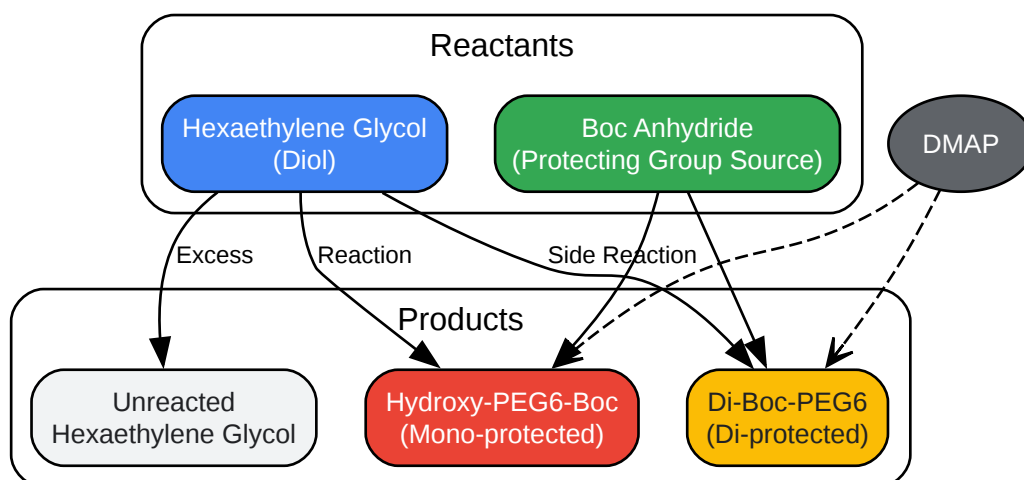 Reactants
Hexaethylene Glycol
(Diol)
Boc Anhydride
(Protecting Group Source)
DMAP
Excess
Reaction
Side Reaction
Products
Unreacted
Hexaethylene Glycol
Hydroxy-PEG6-Boc
(Mono-protected)
Di-Boc-PEG6
(Di-protected)